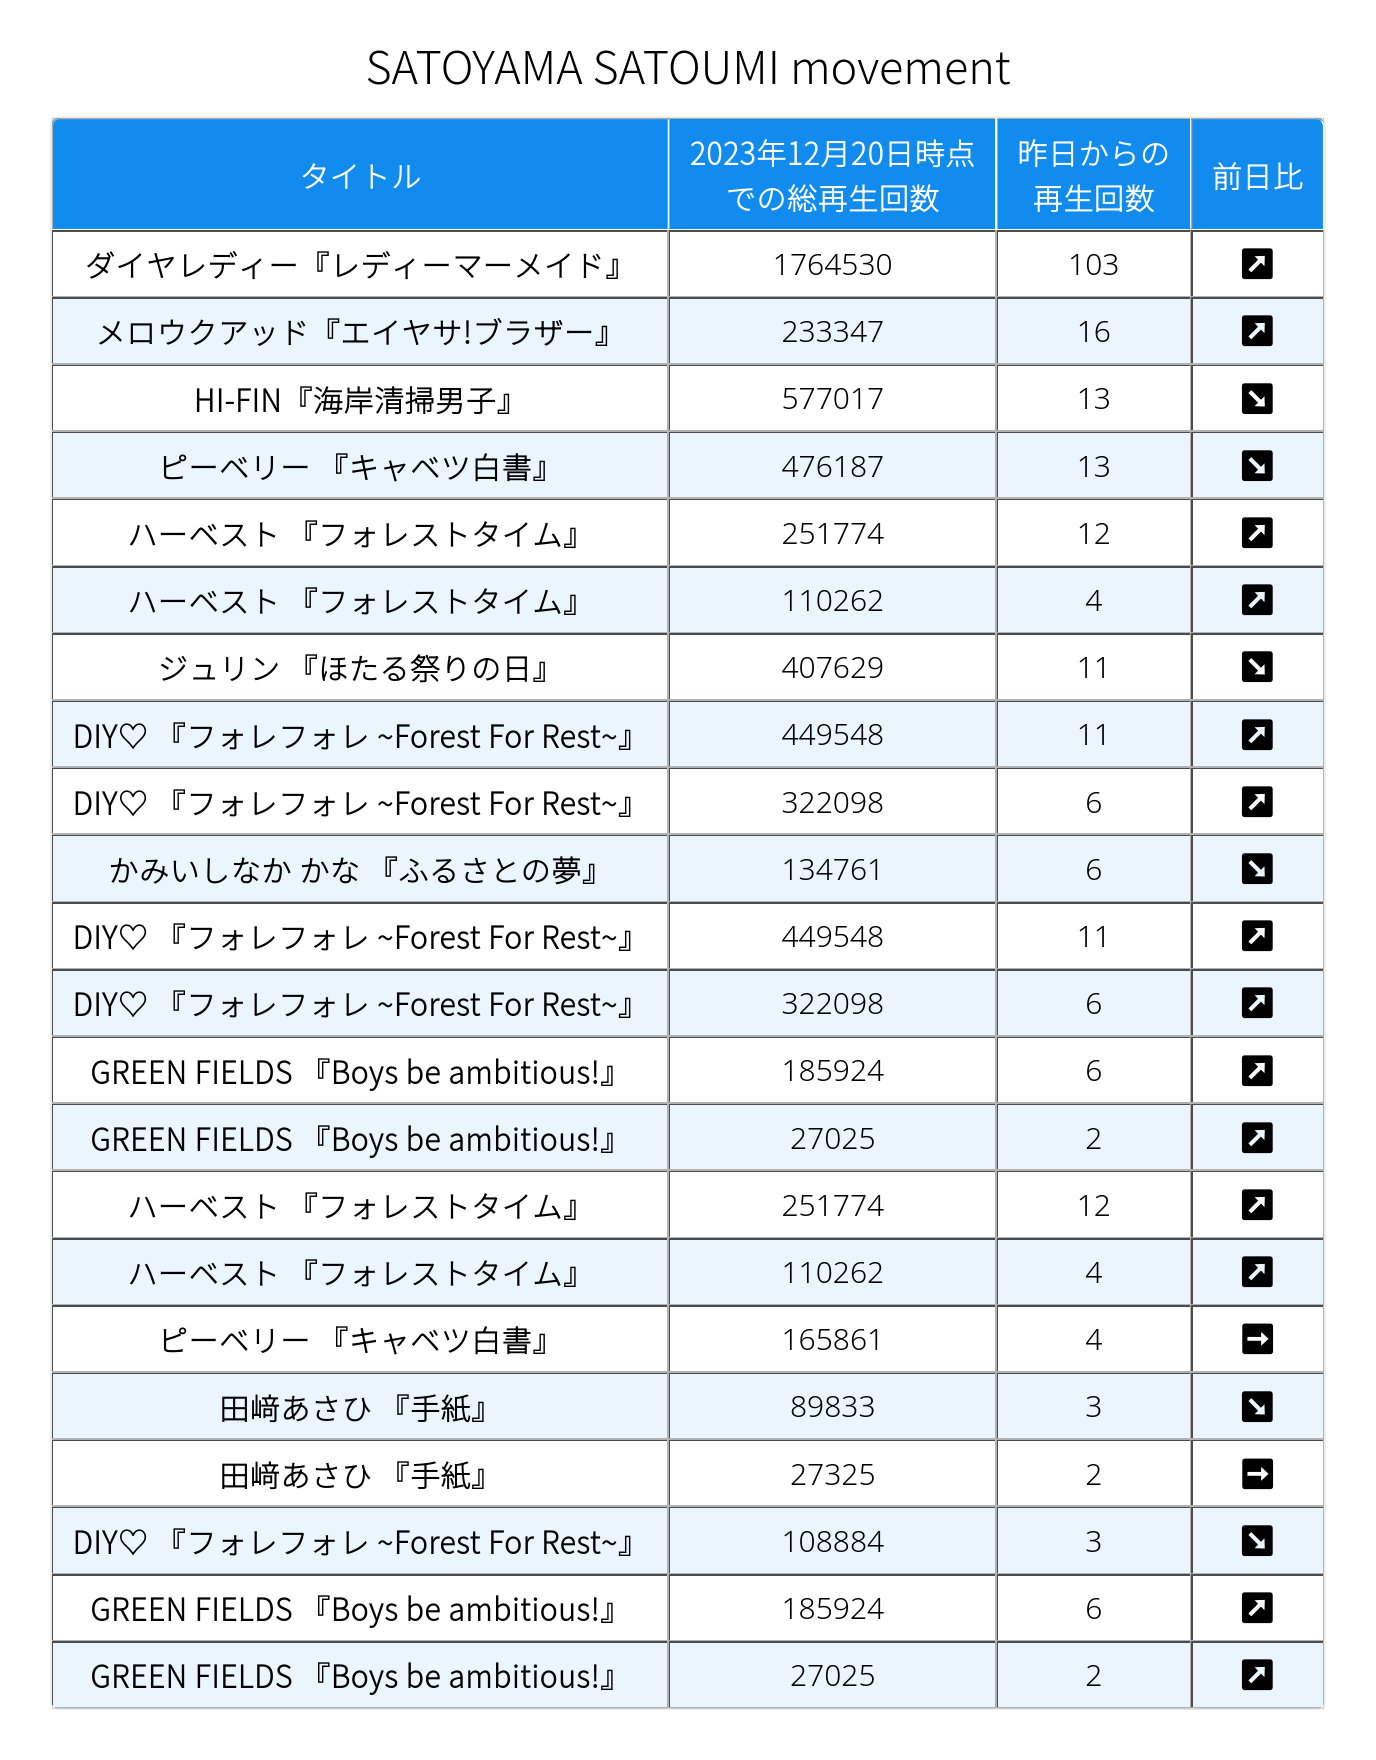 SATOYAMA SATOUMI movement
タイトル 2023年12月20日時点での総再生回数 昨日からの再生回数 前日比
ダイヤレディー『レディーマーメイド』 1764530 103 ↗
メロウクアッド『エイヤサ!ブラザー』 233347 16 ↗
HI-FIN『海岸清掃男子』 577017 13 ↘
ピーベリー 『キャベツ白書』 476187 13 ↘
ハーベスト 『フォレストタイム』 251774 12 ↗
ハーベスト 『フォレストタイム』 110262 4 ↗
ジュリン 『ほたる祭りの日』 407629 11 ↘
DIY♡ 『フォレフォレ ~Forest For Rest~』 449548 11 ↗
DIY♡ 『フォレフォレ ~Forest For Rest~』 322098 6 ↗
かみいしなか かな 『ふるさとの夢』 134761 6 ↘
DIY♡ 『フォレフォレ ~Forest For Rest~』 449548 11 ↗
DIY♡ 『フォレフォレ ~Forest For Rest~』 322098 6 ↗
GREEN FIELDS 『Boys be ambitious!』 185924 6 ↗
GREEN FIELDS 『Boys be ambitious!』 27025 2 ↗
ハーベスト 『フォレストタイム』 251774 12 ↗
ハーベスト 『フォレストタイム』 110262 4 ↗
ピーベリー 『キャベツ白書』 165861 4 →
田﨑あさひ 『手紙』 89833 3 ↘
田﨑あさひ 『手紙』 27325 2 →
DIY♡ 『フォレフォレ ~Forest For Rest~』 108884 3 ↘
GREEN FIELDS 『Boys be ambitious!』 185924 6 ↗
GREEN FIELDS 『Boys be ambitious!』 27025 2 ↗